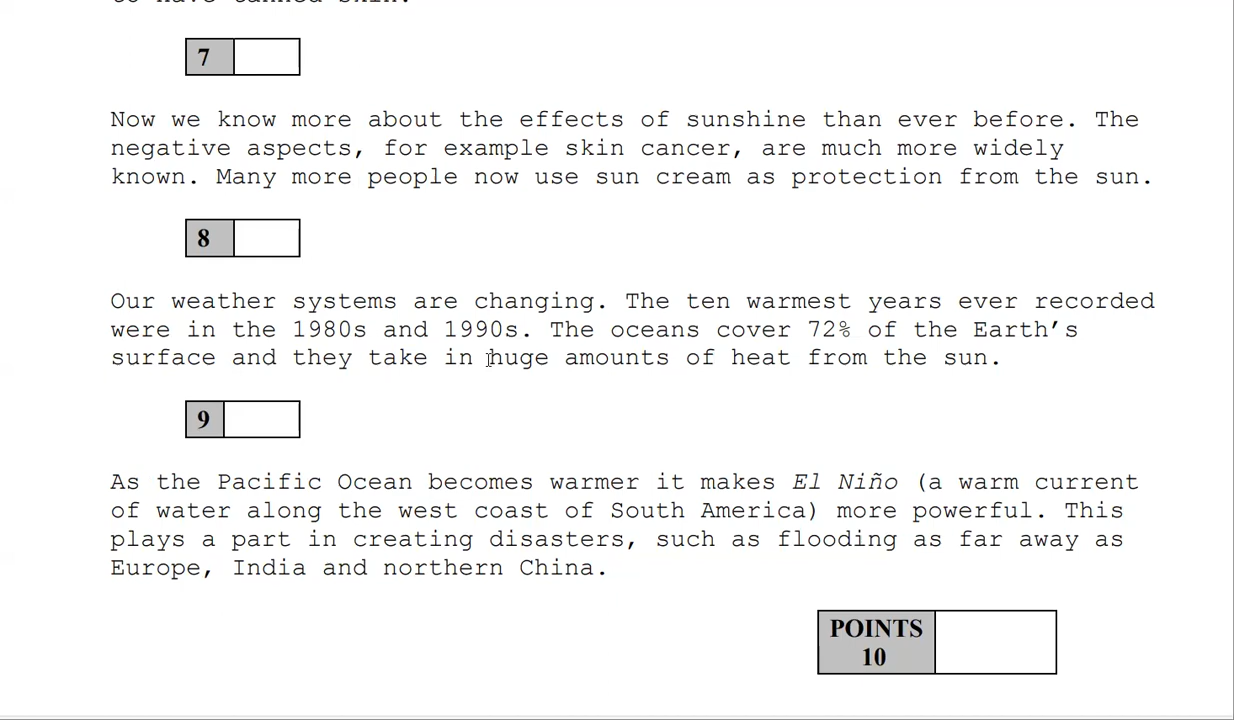 to have tanned skin.
7
Now we know more about the effects of sunshine than ever before. The
negative aspects, for example skin cancer, are much more widely
known. Many more people now use sun cream as protection from the sun.
8
Our weather systems are changing. The ten warmest years ever recorded
were in the 1980s and 1990s. The oceans cover 72% of the Earth’s
surface and they take in huge amounts of heat from the sun.
9
As the Pacific Ocean becomes warmer it makes El Niño (a warm current
of water along the west coast of South America) more powerful. This
plays a part in creating disasters, such as flooding as far away as
Europe, India and northern China.
POINTS
10